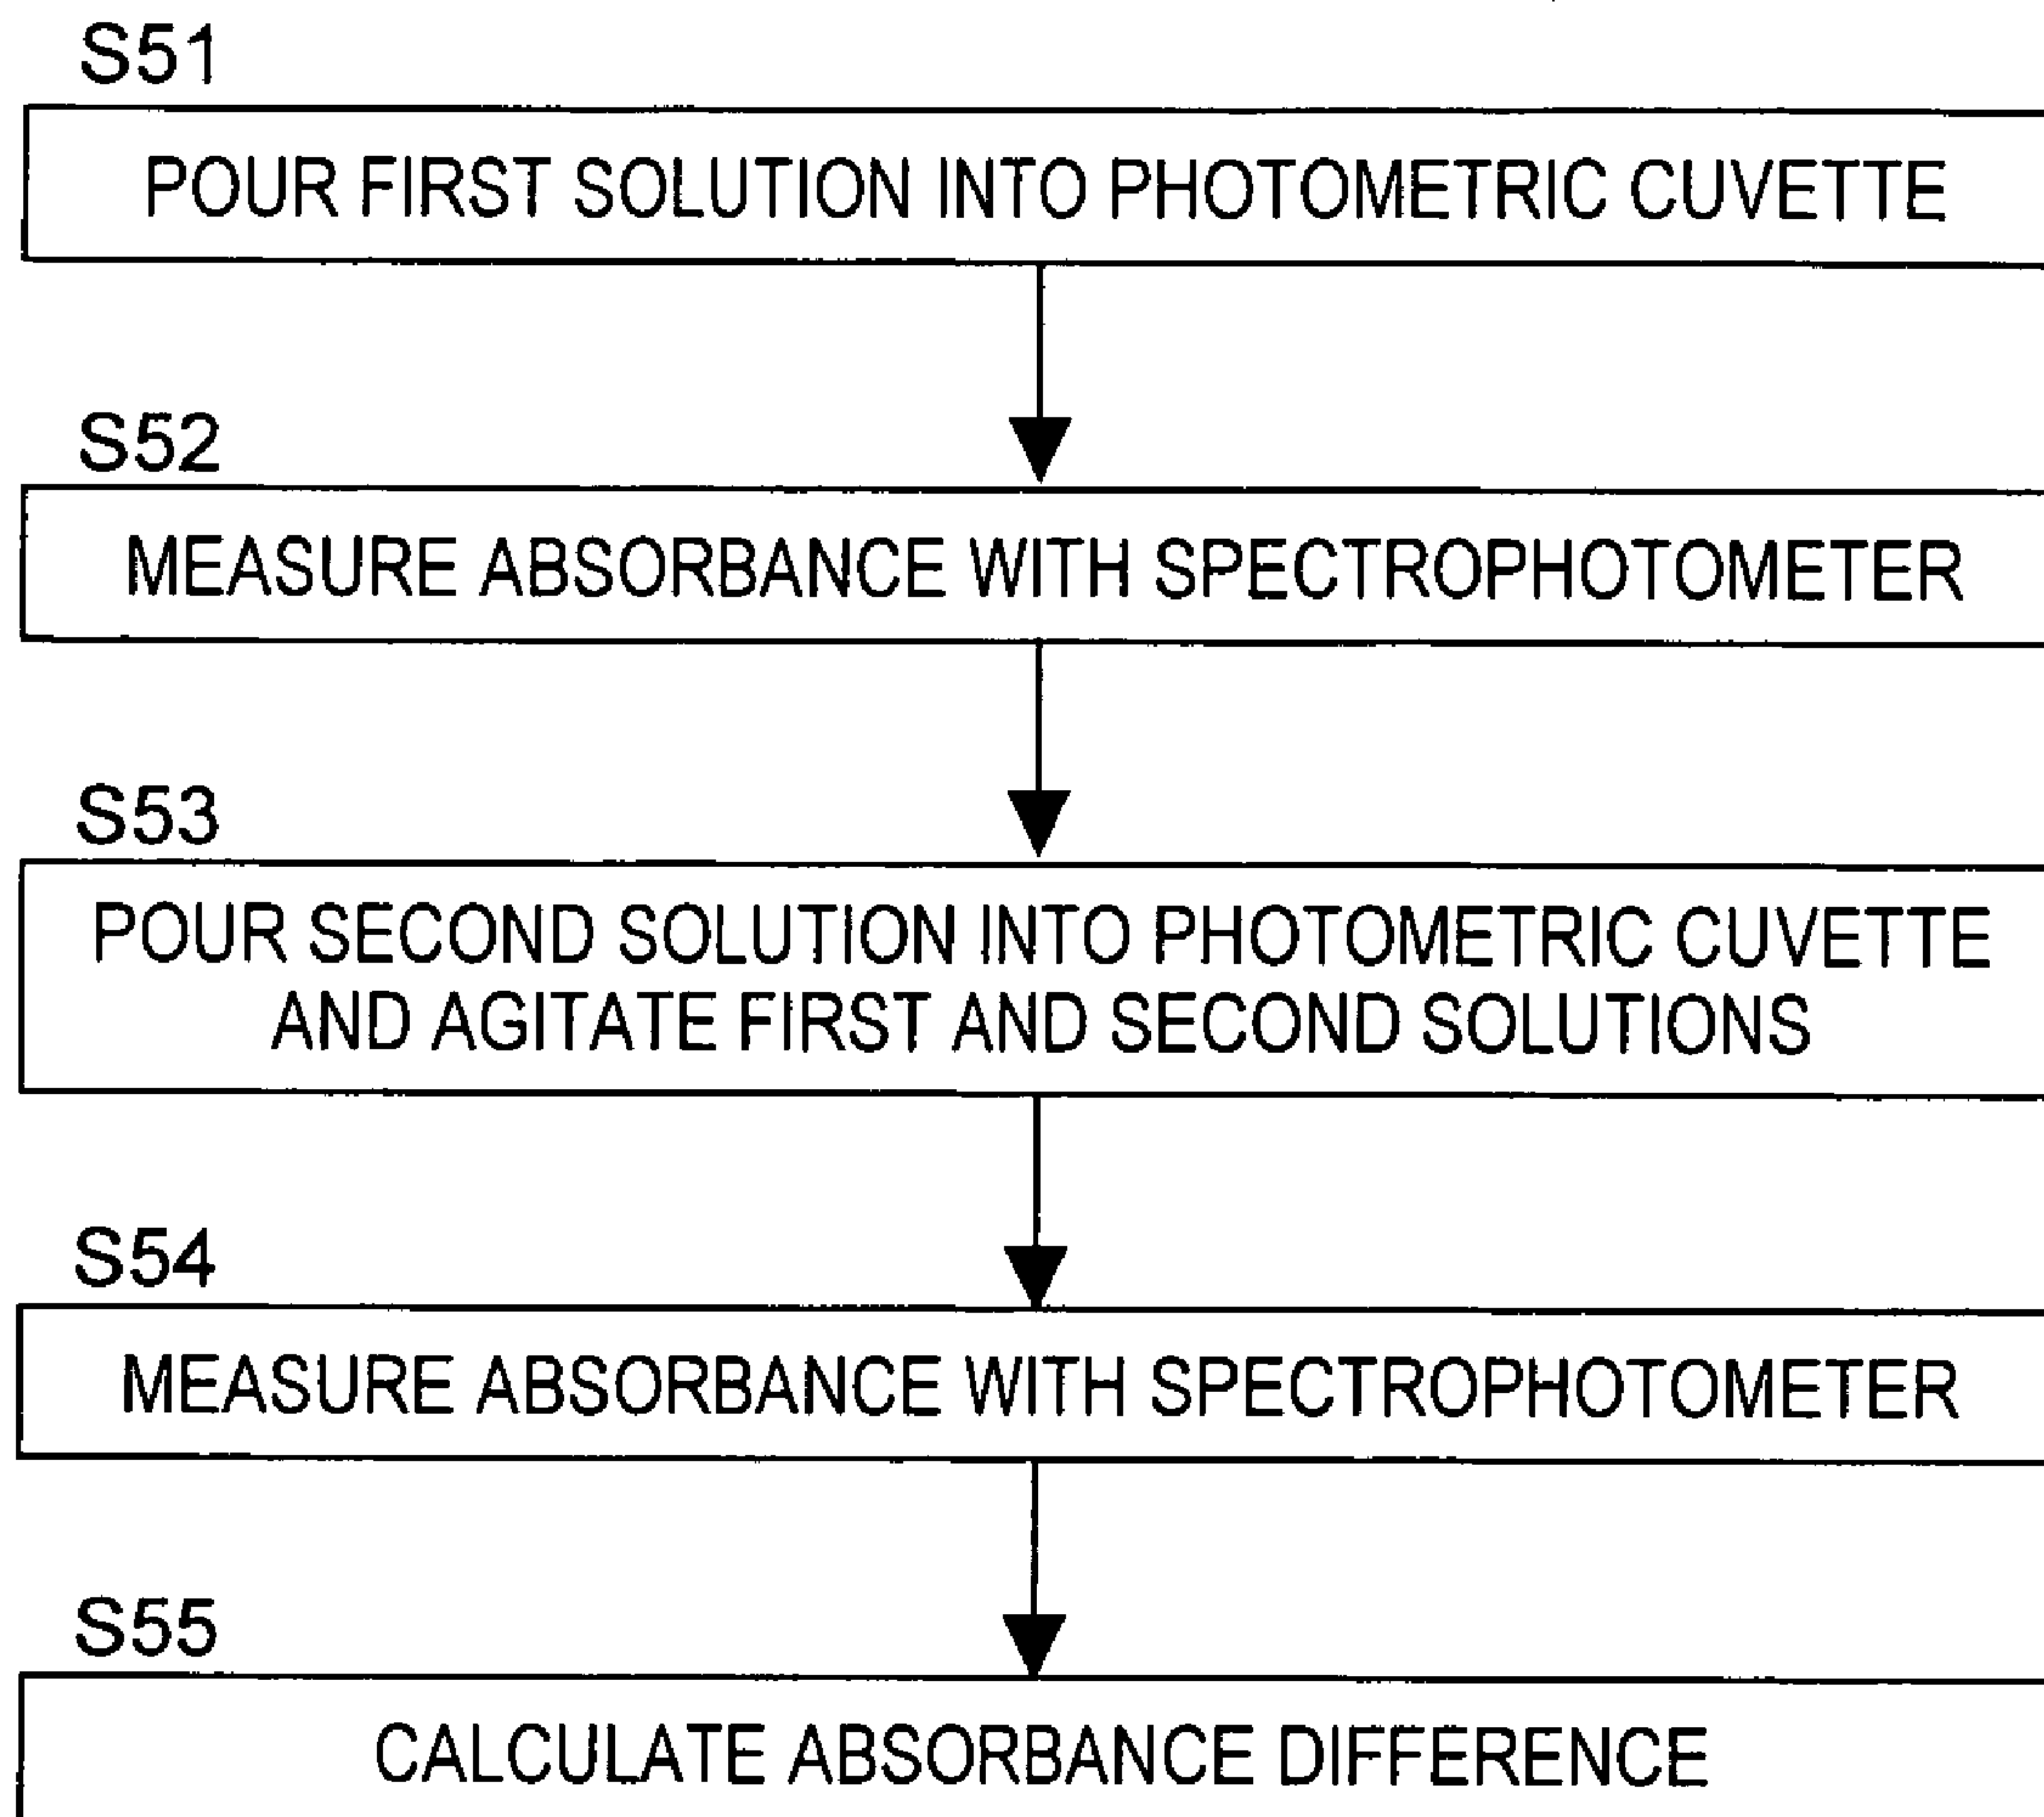 S51
POUR FIRST SOLUTION INTO PHOTOMETRIC CUVETTE
S52
MEASURE ABSORBANCE WITH SPECTROPHOTOMETER
S53
POUR SECOND SOLUTION INTO PHOTOMETRIC CUVETTE
AND AGITATE FIRST AND SECOND SOLUTIONS
S54
MEASURE ABSORBANCE WITH SPECTROPHOTOMETER
S55
CALCULATE ABSORBANCE DIFFERENCE